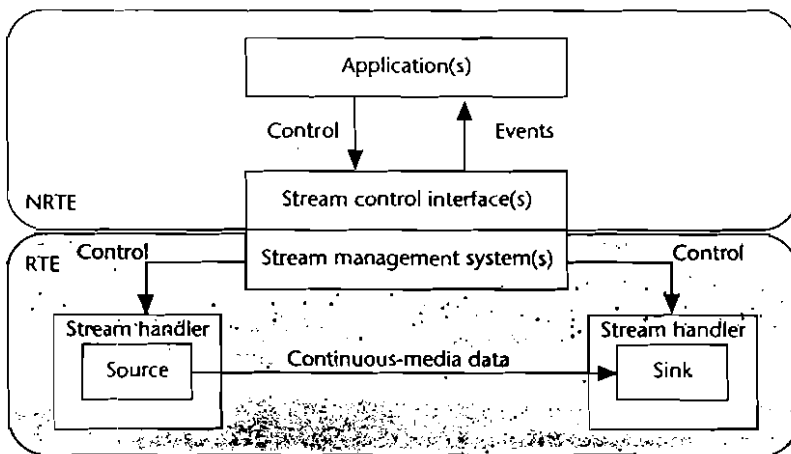 Application(s)
Control
Events
Stream control interface(s)
NRTE
RTE
Control
Stream management system(s)
Control
Stream handler
Stream handler
Source
Continuous-media data
Sink